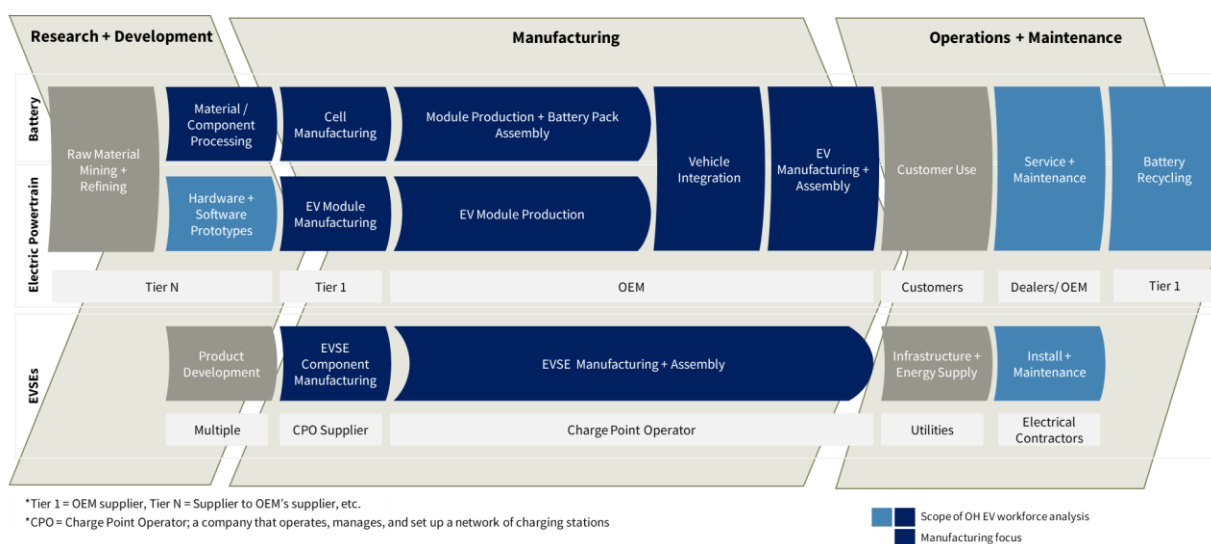 Research + Development
Manufacturing
Operations + Maintenance
Battery
Electric Powertrain
Raw Material
Mining +
Refining
Material /
Component
Processing
Cell
Manufacturing
Module Production + Battery Pack
Assembly
Vehicle
Integration
EV
Manufacturing +
Assembly
Customer Use
Service +
Maintenance
Battery
Recycling
Hardware +
Software
Prototypes
EV Module
Manufacturing
EV Module Production
Tier N
Tier 1
OEM
Customers
Dealers/ OEM
Tier 1
EVSEs
Product
Development
EVSE
Component
Manufacturing
EVSE Manufacturing + Assembly
Infrastructure +
Energy Supply
Install +
Maintenance
Multiple
CPO Supplier
Charge Point Operator
Utilities
Electrical
Contractors
*Tier 1 = OEM supplier, Tier N = Supplier to OEM's supplier, etc.
*CPO = Charge Point Operator; a company that operates, manages, and set up a network of charging stations
Scope of OH EV workforce analysis
Manufacturing focus